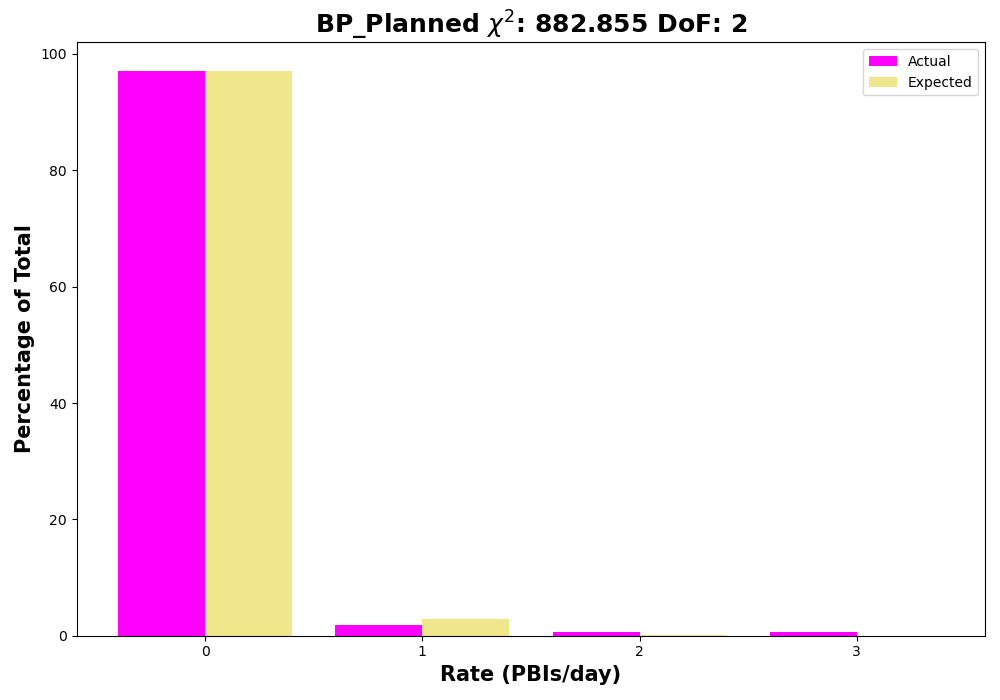 BP_Planned χ²: 882.855 DoF: 2
Actual
Expected
Percentage of Total
100
80
60
40
20
0
0 1 2 3
Rate (PBIs/day)